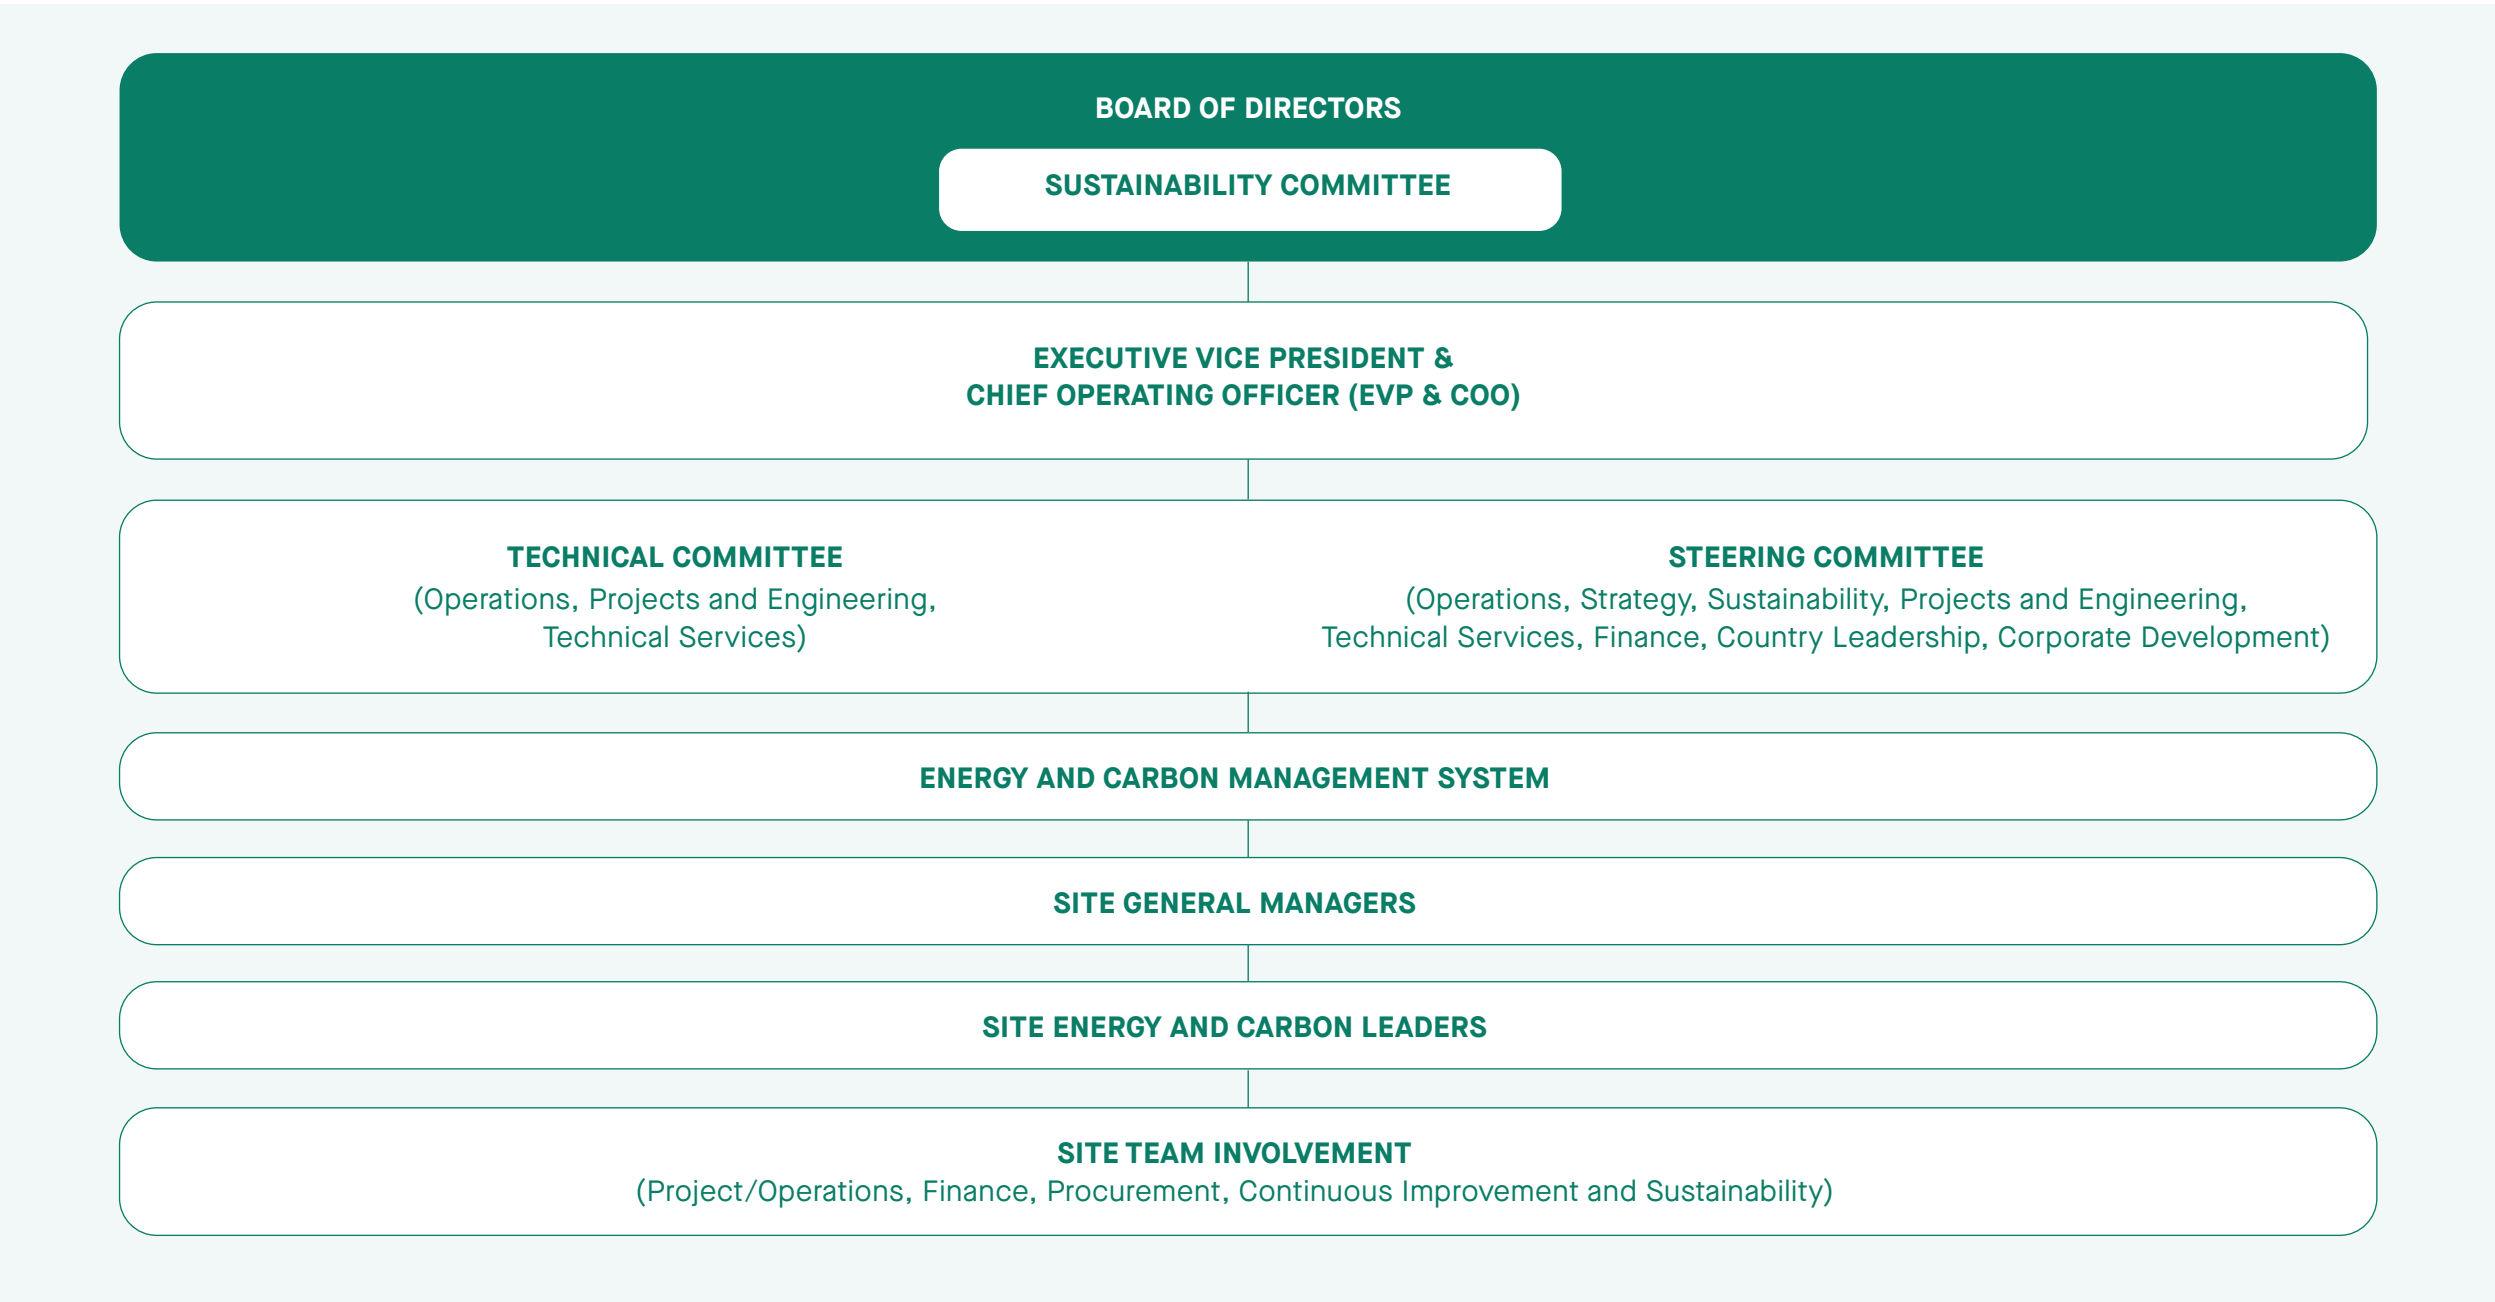 BOARD OF DIRECTORS
SUSTAINABILITY COMMITTEE
EXECUTIVE VICE PRESIDENT &
CHIEF OPERATING OFFICER (EVP & COO)
TECHNICAL COMMITTEE
(Operations, Projects and Engineering,
Technical Services)
STEERING COMMITTEE
(Operations, Strategy, Sustainability, Projects and Engineering,
Technical Services, Finance, Country Leadership, Corporate Development)
ENERGY AND CARBON MANAGEMENT SYSTEM
SITE GENERAL MANAGERS
SITE ENERGY AND CARBON LEADERS
SITE TEAM INVOLVEMENT
(Project/Operations, Finance, Procurement, Continuous Improvement and Sustainability)